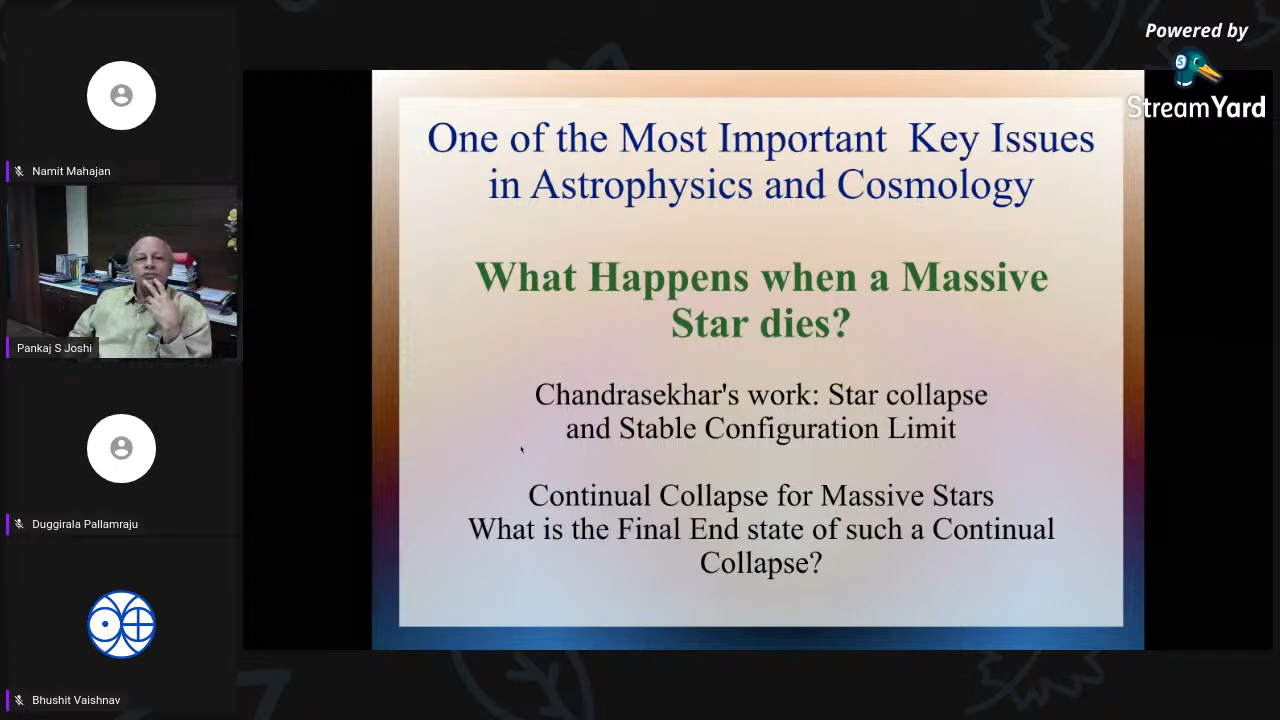 Powered by
StreamYard
Namit Mahajan
Pankaj S Joshi
Duggirala Pallamraju
Bhushit Vaishnav
One of the Most Important Key Issues
in Astrophysics and Cosmology
What Happens when a Massive
Star dies?
Chandrasekhar's work: Star collapse
and Stable Configuration Limit
Continual Collapse for Massive Stars
What is the Final End state of such a Continual
Collapse?